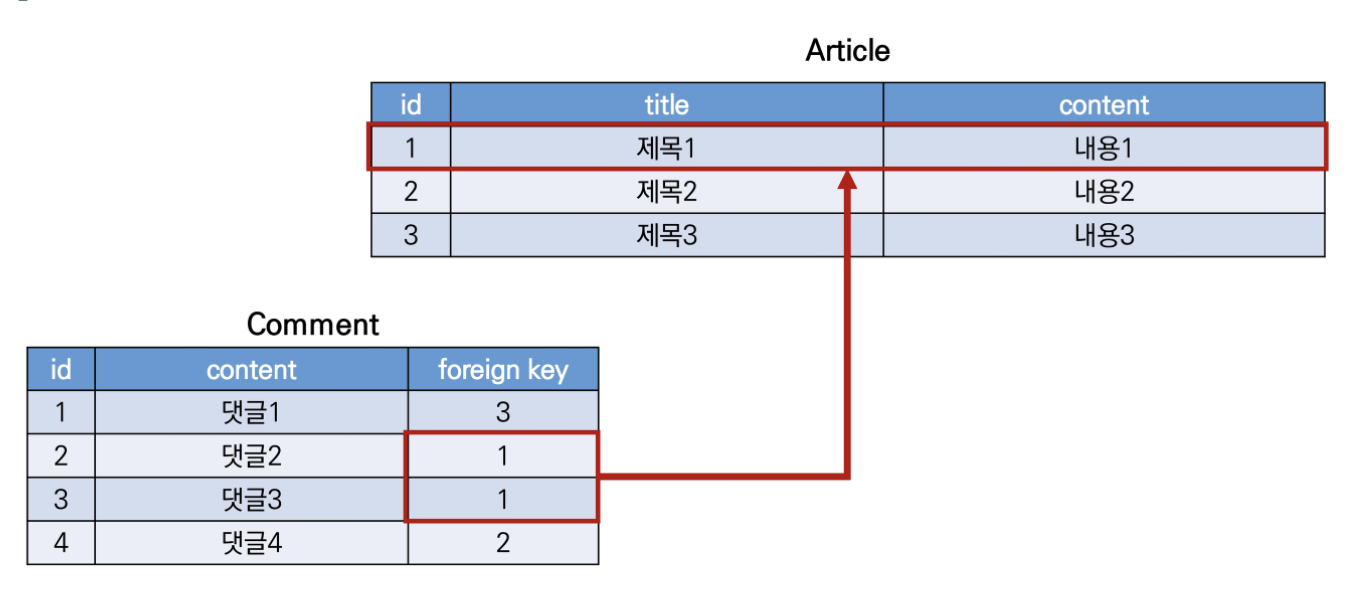 Article
id title content
1 제목1 내용1
2 제목2 내용2
3 제목3 내용3
Comment
id content foreign key
1 댓글1 3
2 댓글2 1
3 댓글3 1
4 댓글4 2